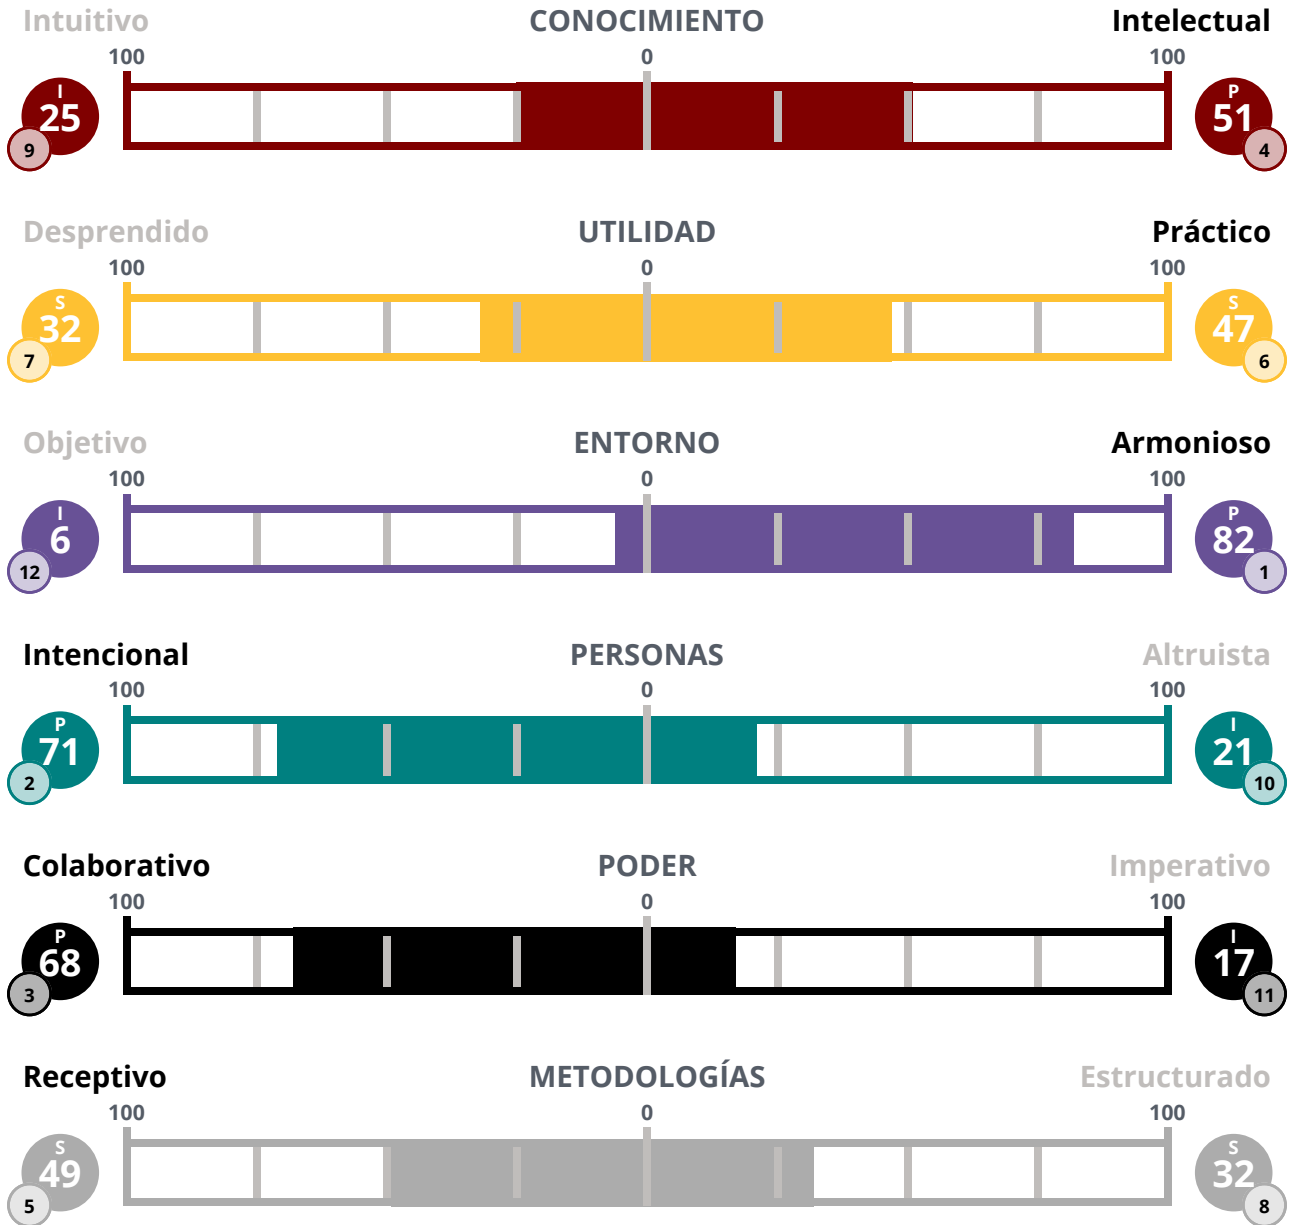 Intuitivo CONOCIMIENTO Intelectual
100 0 100
I P
25 51
9 4
Desprendido UTILIDAD Práctico
100 0 100
S S
32 47
7 6
Objetivo ENTORNO Armonioso
100 0 100
I P
6 82
12 1
Intencional PERSONAS Altruista
100 0 100
P I
71 21
2 10
Colaborativo PODER Imperativo
100 0 100
P I
68 17
3 11
Receptivo METODOLOGÍAS Estructurado
100 0 100
S S
49 32
5 8